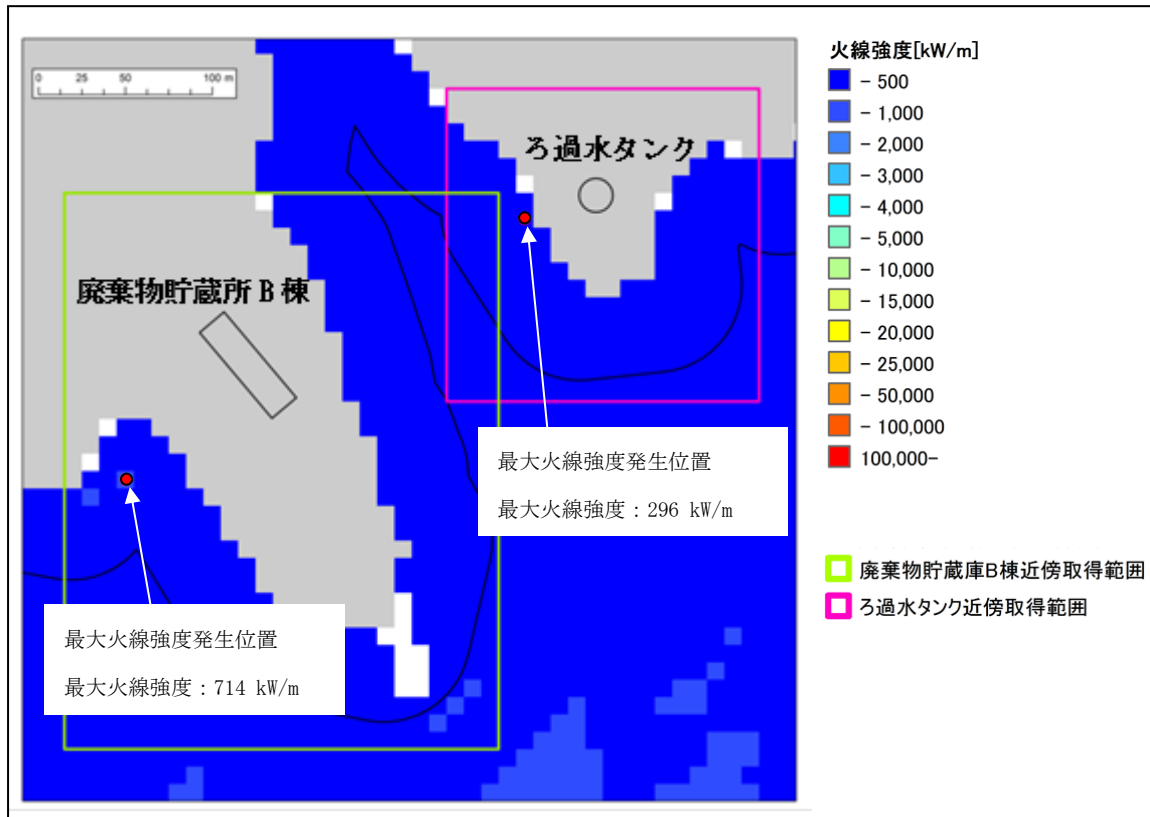 0 25 50 100 m
ろ過水タンク
廃棄物貯蔵所B棟
最大火線強度発生位置
最大火線強度：296 kW/m
最大火線強度発生位置
最大火線強度：714 kW/m
火線強度[kW/m]
- 500
- 1,000
- 2,000
- 3,000
- 4,000
- 5,000
- 10,000
- 15,000
- 20,000
- 25,000
- 50,000
- 100,000
100,000-
廃棄物貯蔵庫B棟近傍取得範囲
ろ過水タンク近傍取得範囲